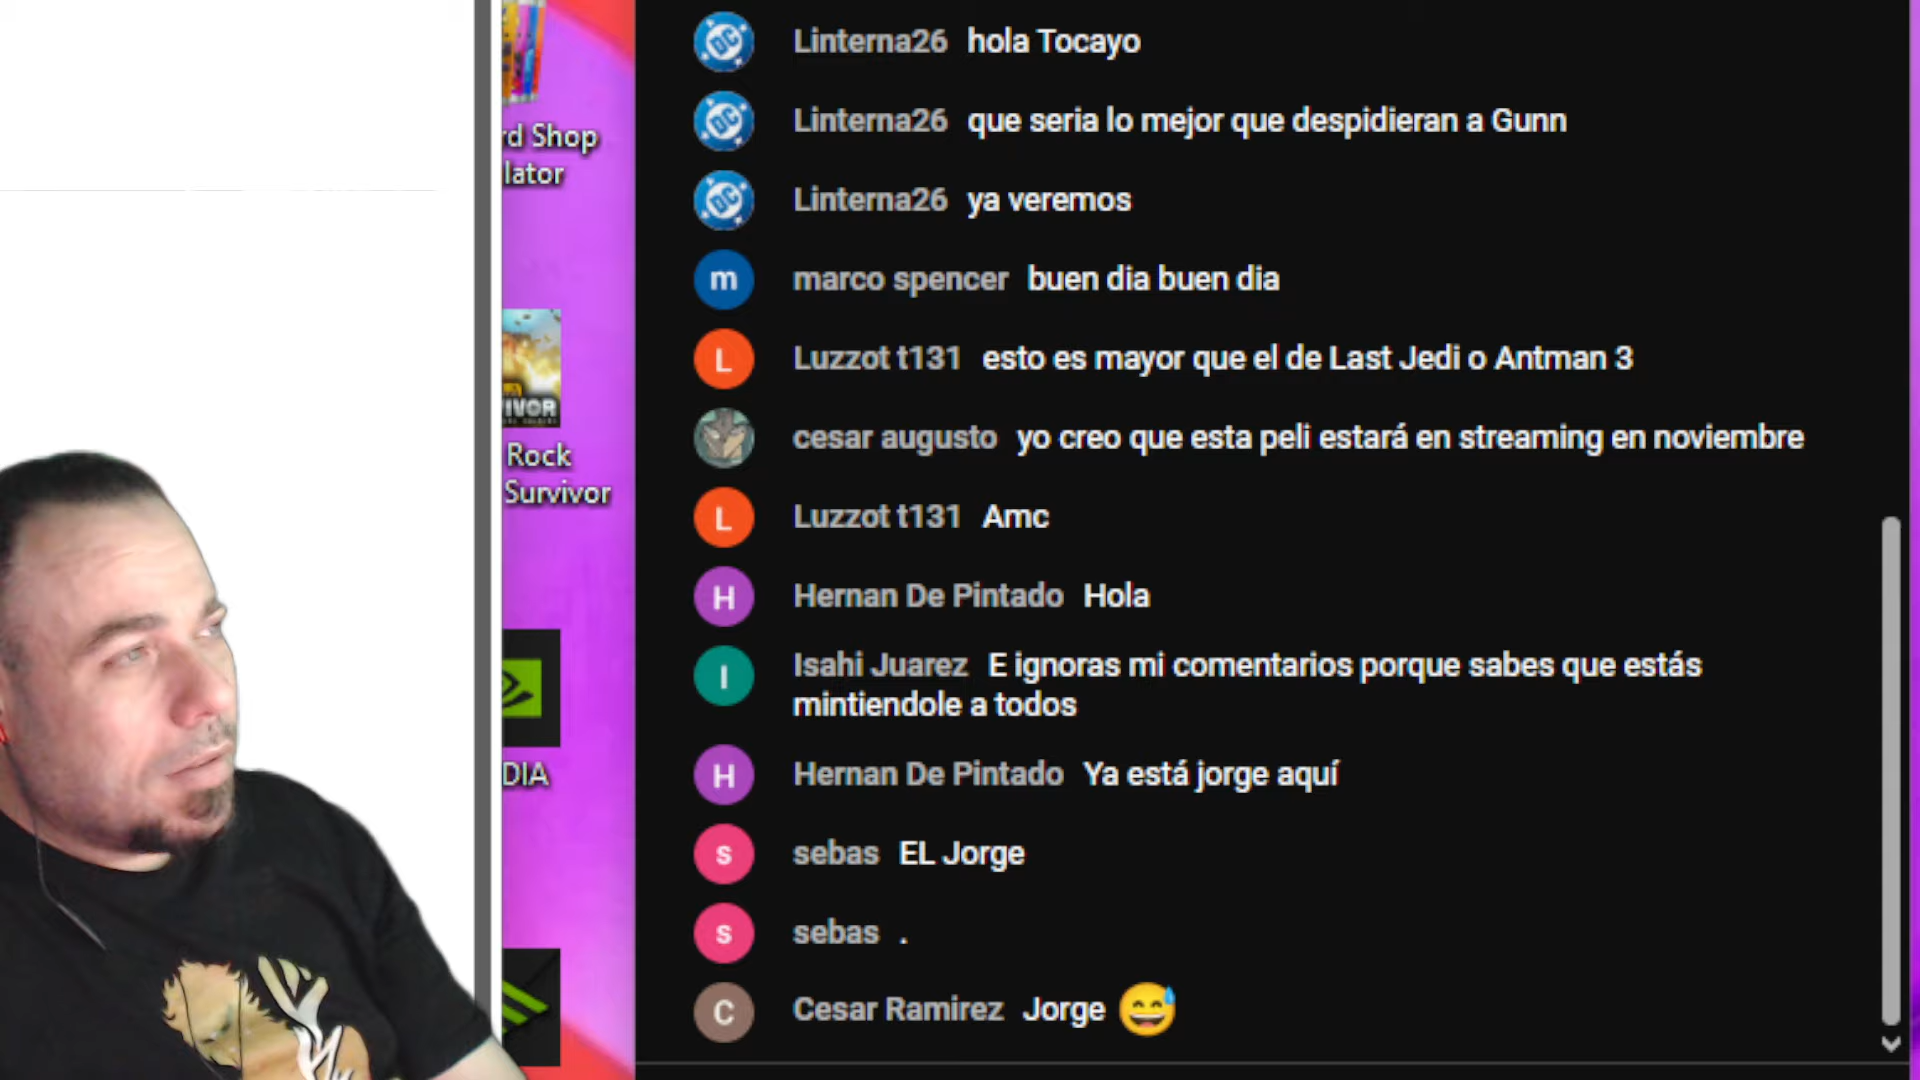 rd Shop
lator
IVOR
Rock
Survivor
DIA
Linterna26 hola Tocayo
Linterna26 que seria lo mejor que despidieran a Gunn
Linterna26 ya veremos
m marco spencer buen dia buen dia
L Luzzot t131 esto es mayor que el de Last Jedi o Antman 3
cesar augusto yo creo que esta peli estará en streaming en noviembre
L Luzzot t131 Amc
H Hernan De Pintado Hola
I Isahi Juarez E ignoras mi comentarios porque sabes que estás
mintiendole a todos
H Hernan De Pintado Ya está jorge aquí
s sebas EL Jorge
s sebas .
C Cesar Ramirez Jorge 😅